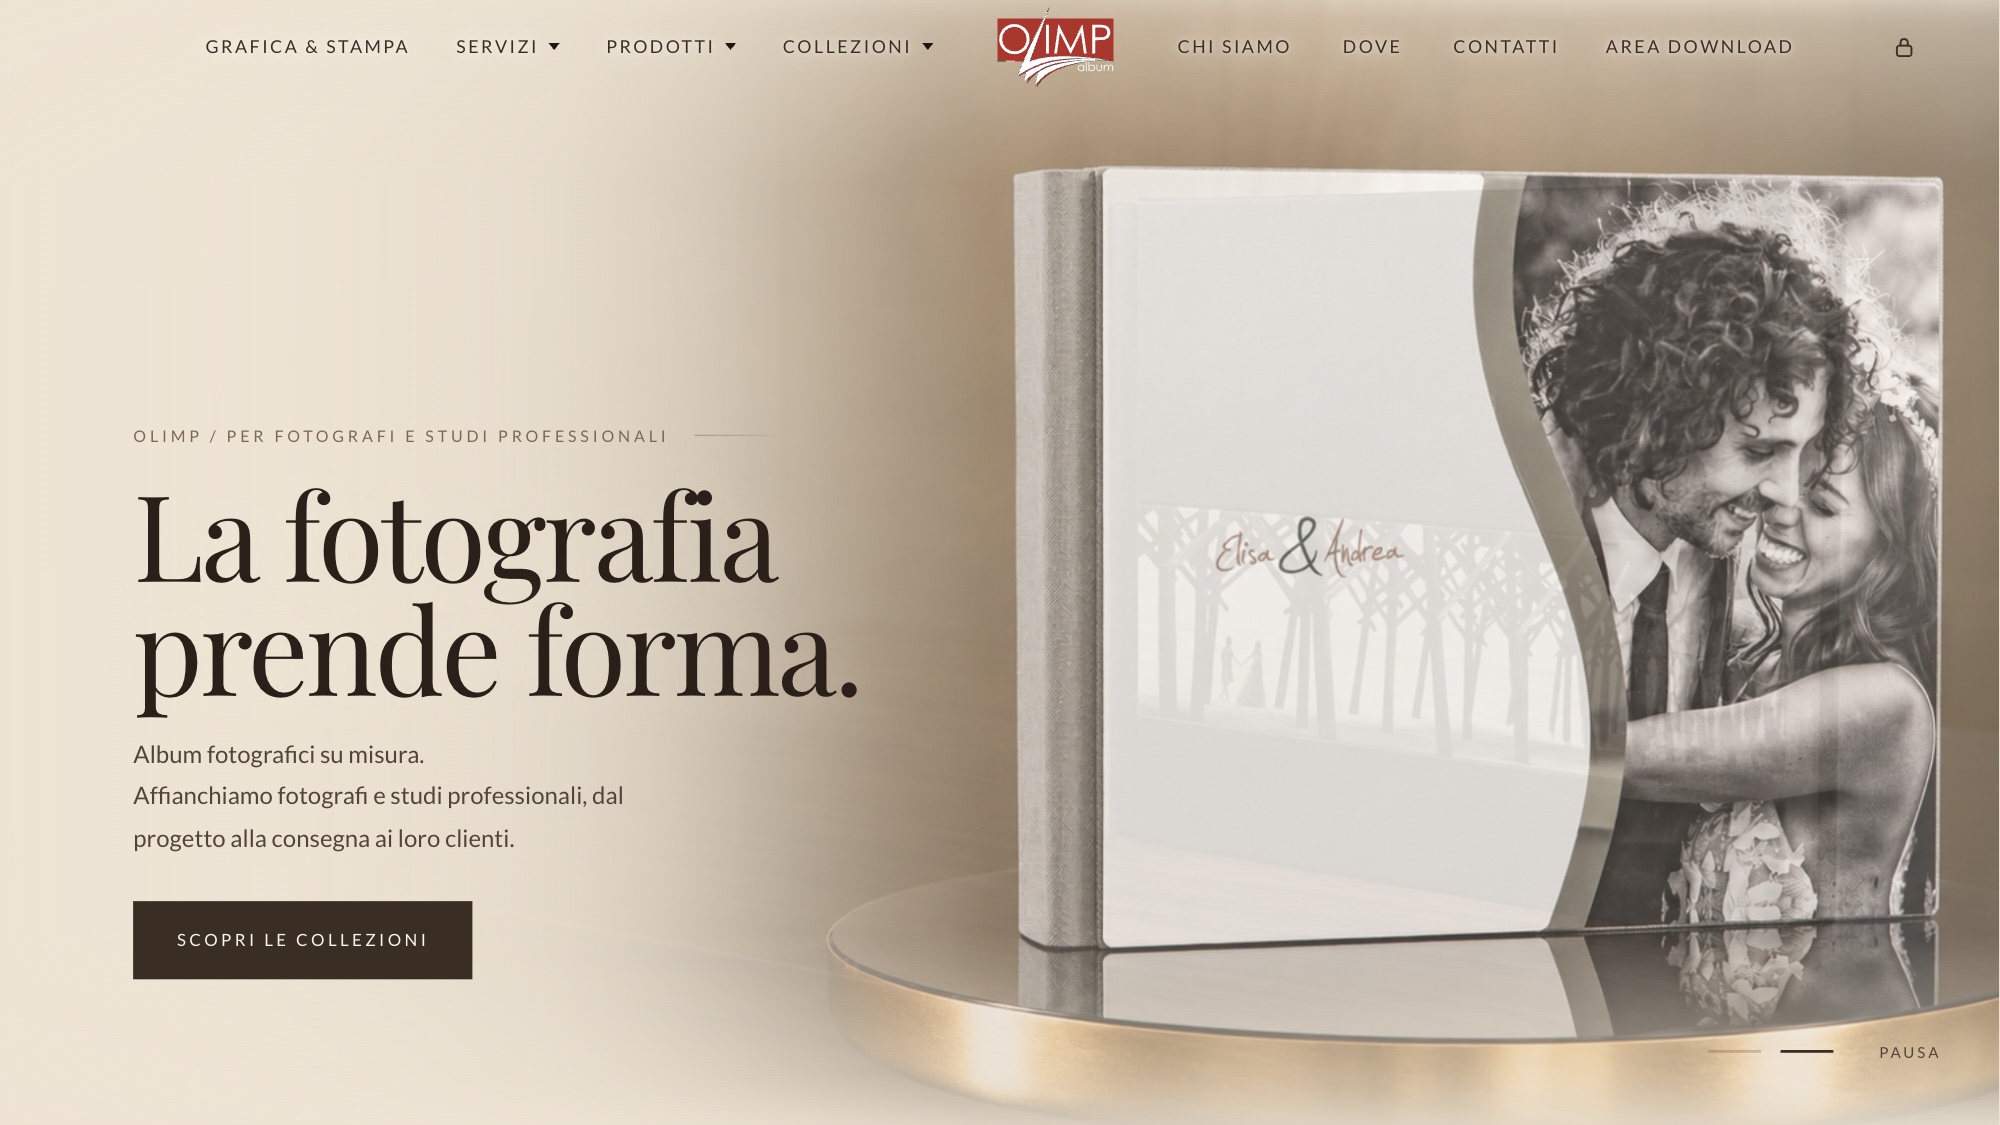 GRAFICA & STAMPA
SERVIZI
PRODOTTI
COLLEZIONI
OLIMP
album
CHI SIAMO
DOVE
CONTATTI
AREA DOWNLOAD
OLIMP / PER FOTOGRAFI E STUDI PROFESSIONALI
La fotografia
prende forma.
Album fotografici su misura.
Affianchiamo fotografi e studi professionali, dal
progetto alla consegna ai loro clienti.
SCOPRI LE COLLEZIONI
Elisa & Andrea
PAUSA